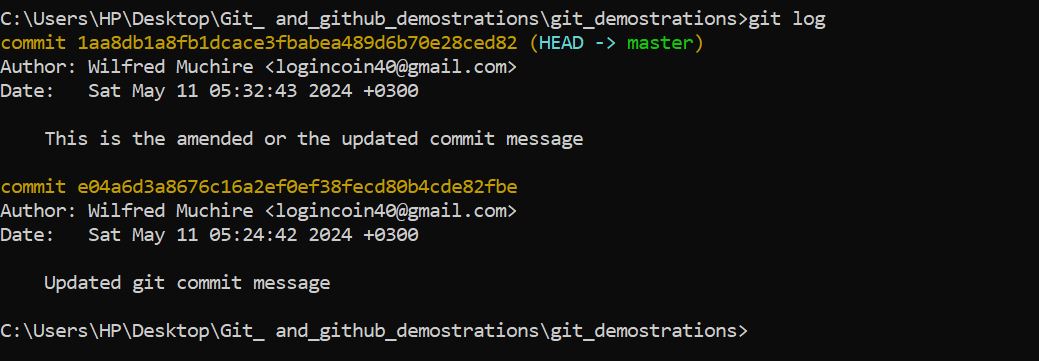 C:\Users\HP\Desktop\Git_ and_github_demostrations\git_demostrations>git log
commit 1aa8db1a8fb1dcace3fbabea489d6b70e28ced82 (HEAD -> master)
Author: Wilfred Muchire <logincoin40@gmail.com>
Date:   Sat May 11 05:32:43 2024 +0300
    This is the amended or the updated commit message
commit e04a6d3a8676c16a2ef0ef38fecd80b4cde82fbe
Author: Wilfred Muchire <logincoin40@gmail.com>
Date:   Sat May 11 05:24:42 2024 +0300
    Updated git commit message
C:\Users\HP\Desktop\Git_ and_github_demostrations\git_demostrations>